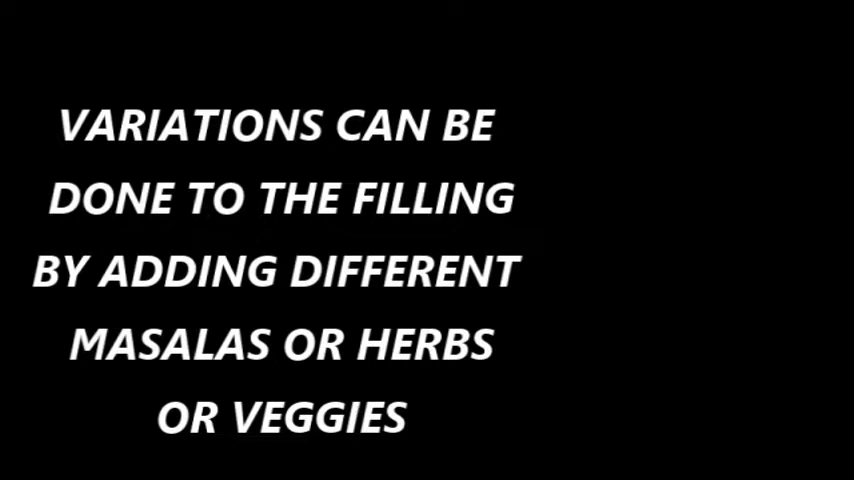 VARIATIONS CAN BE
DONE TO THE FILLING
BY ADDING DIFFERENT
MASALAS OR HERBS
OR VEGGIES